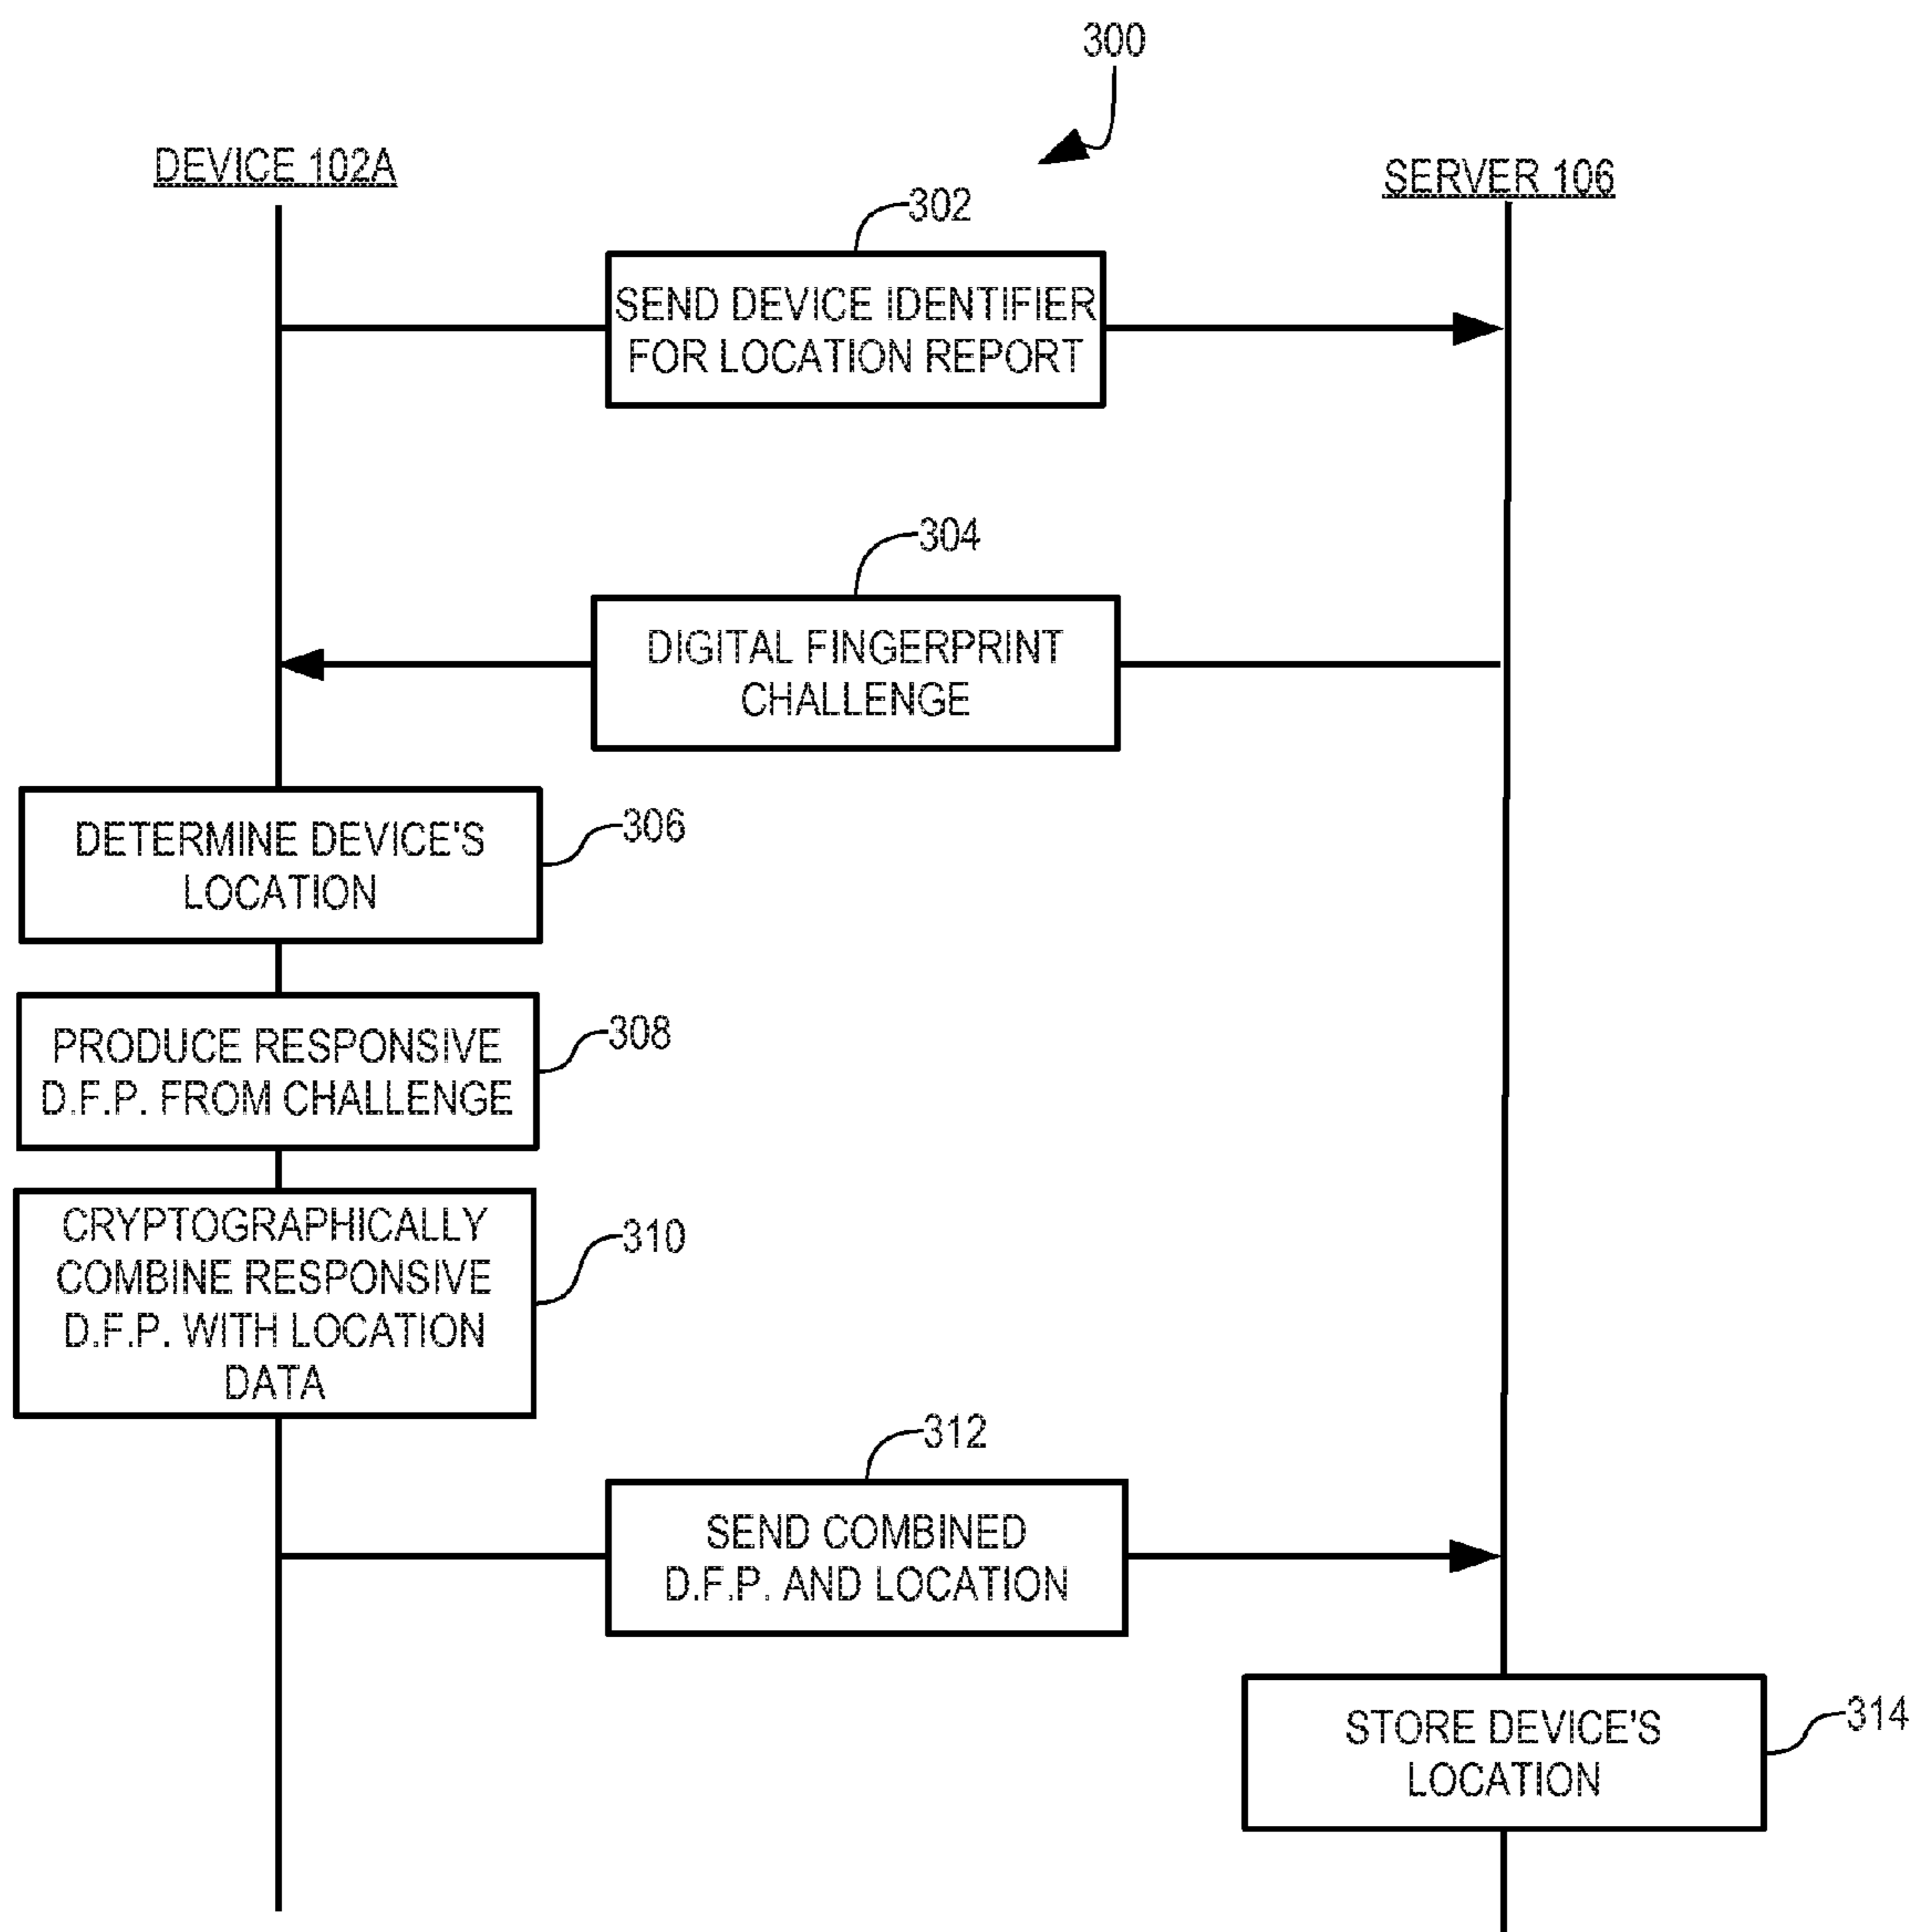 300
DEVICE 102A
SERVER 106
302
SEND DEVICE IDENTIFIER
FOR LOCATION REPORT
304
DIGITAL FINGERPRINT
CHALLENGE
DETERMINE DEVICE'S
LOCATION
306
PRODUCE RESPONSIVE
D.F.P. FROM CHALLENGE
308
CRYPTOGRAPHICALLY
COMBINE RESPONSIVE
D.F.P. WITH LOCATION
DATA
310
312
SEND COMBINED
D.F.P. AND LOCATION
STORE DEVICE'S
LOCATION
314